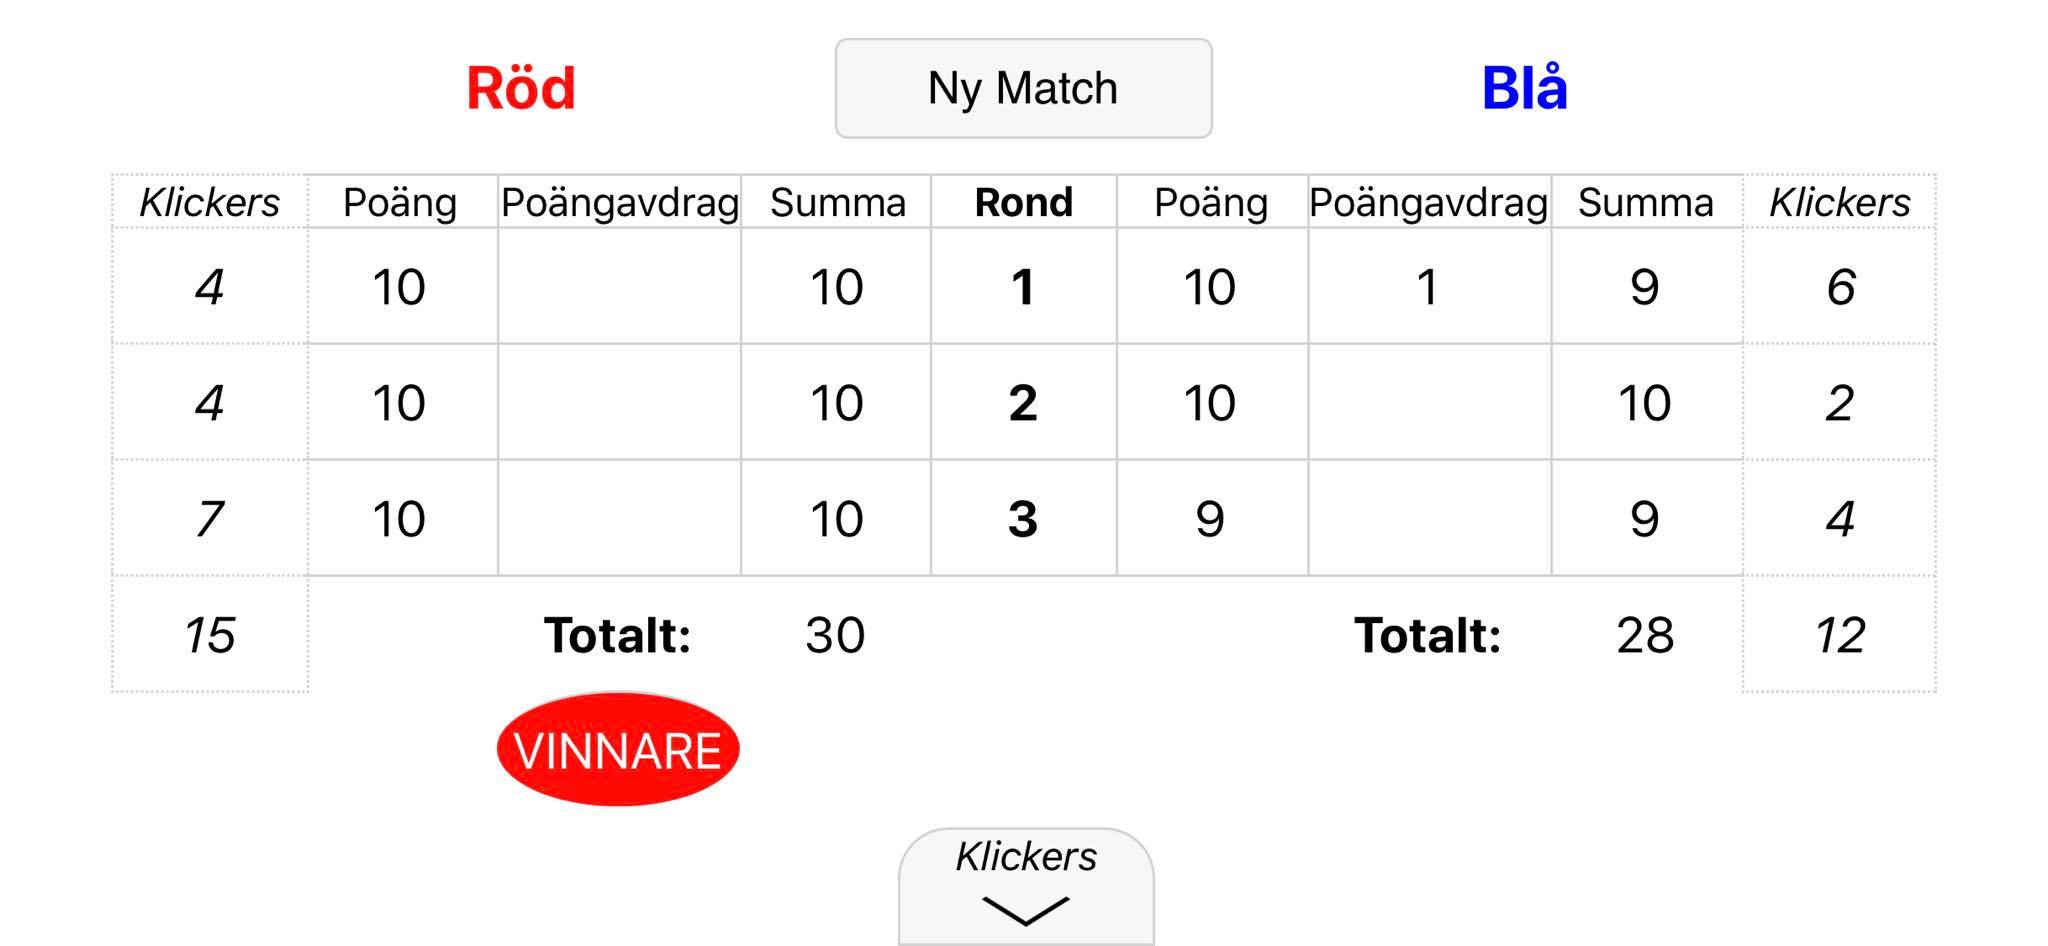 Röd Ny Match Blå
Klickers Poäng Poängavdrag Summa Rond Poäng Poängavdrag Summa Klickers
4 10 10 1 10 1 9 6
4 10 10 2 10 10 2
7 10 10 3 9 9 4
15 Totalt: 30 Totalt: 28 12
VINNARE
Klickers